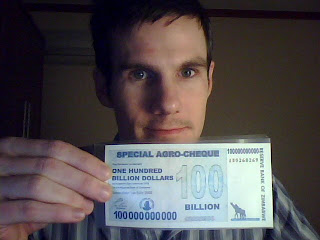 SPECIAL AGRO-CHEQUE
100000000000
ONE HUNDRED
BILLION DOLLARS
100
BILLION
100000000000
RESERVE BANK OF ZIMBABWE